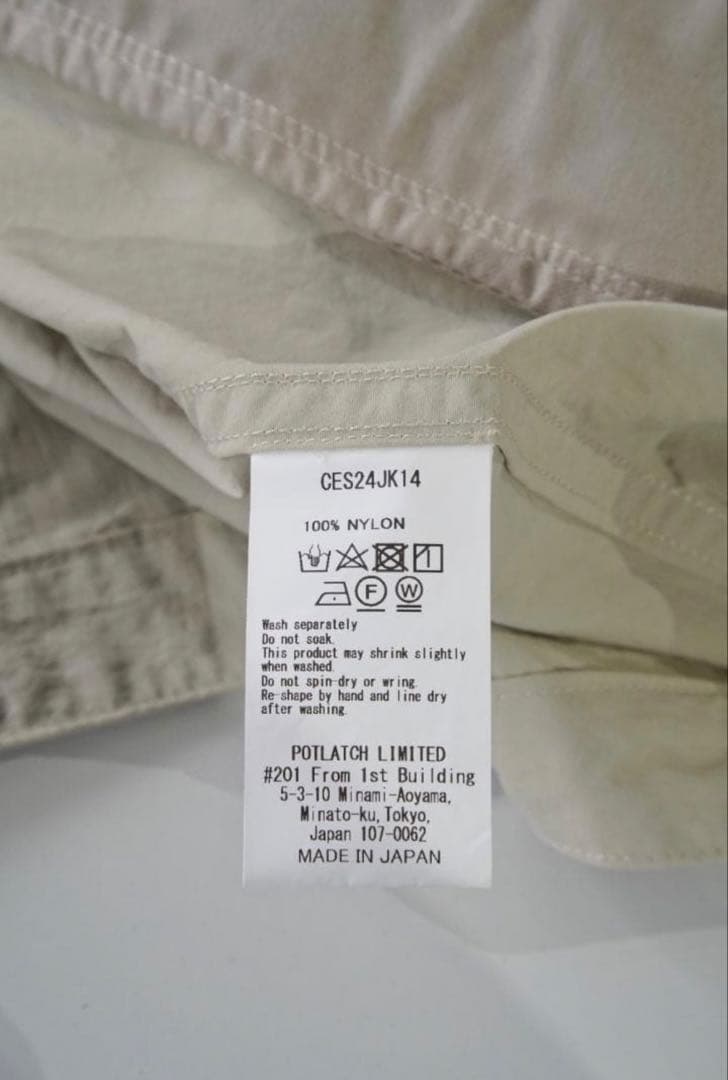 CES24JK14
100% NYLON
F W
Wash separately
Do not soak.
This product may shrink slightly
when washed.
Do not spin-dry or wring.
Re-shape by hand and line dry
after washing.
POTLATCH LIMITED
#201 From 1st Building
5-3-10 Minami-Aoyama,
Minato-ku, Tokyo,
Japan 107-0062
MADE IN JAPAN